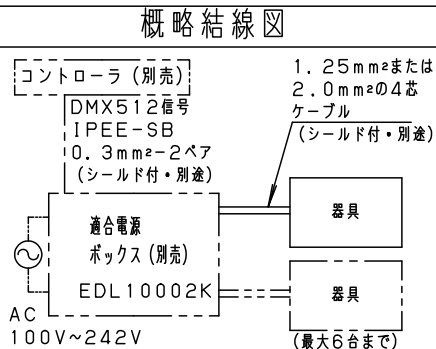 概略結線図
コントローラ(別売)
DMX512信号
IPEE-SB
0.3mm²-2ペア
(シールド付・別途)
1.25mm²または
2.0mm²の4芯
ケーブル
(シールド付・別途)
適合電源
ボックス(別売)
EDL10002K
器具
器具
(最大6台まで)
AC
100V~242V